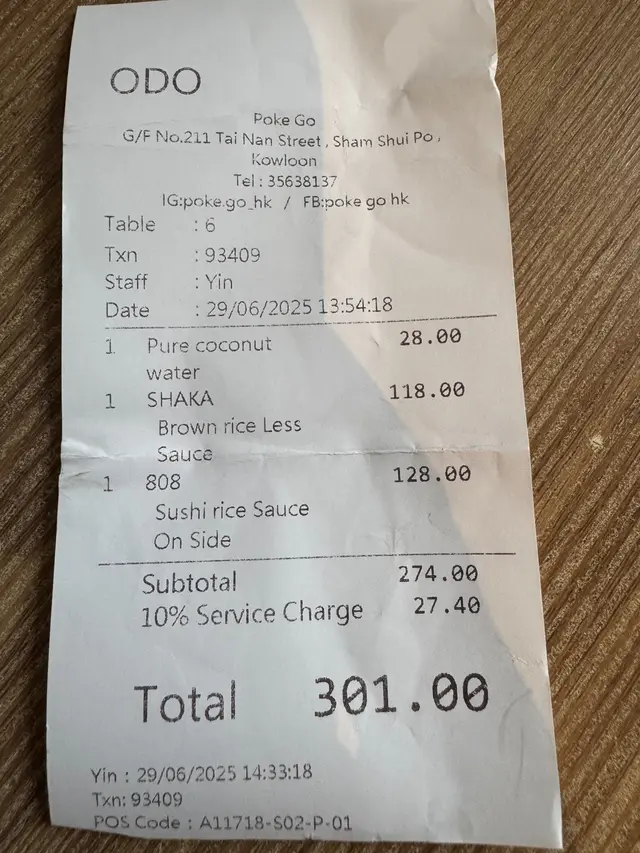 ODO
Poke Go
G/F No.211 Tai Nan Street , Sham Shui Po ,
Kowloon
Tel : 35638137
IG:poke.go_hk / FB:poke go hk
Table : 6
Txn : 93409
Staff : Yin
Date : 29/06/2025 13:54:18
1 Pure coconut 28.00
water
1 SHAKA 118.00
Brown rice Less
Sauce
1 808 128.00
Sushi rice Sauce
On Side
Subtotal 274.00
10% Service Charge 27.40
Total 301.00
Yin : 29/06/2025 14:33:18
Txn: 93409
POS Code : A11718-S02-P-01